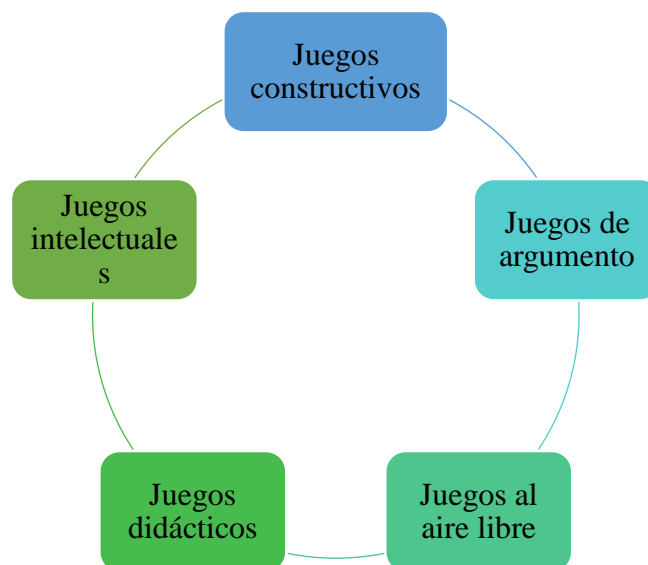 Juegos
constructivos
Juegos de
argumento
Juegos al
aire libre
Juegos
didácticos
Juegos
intelectuale
s